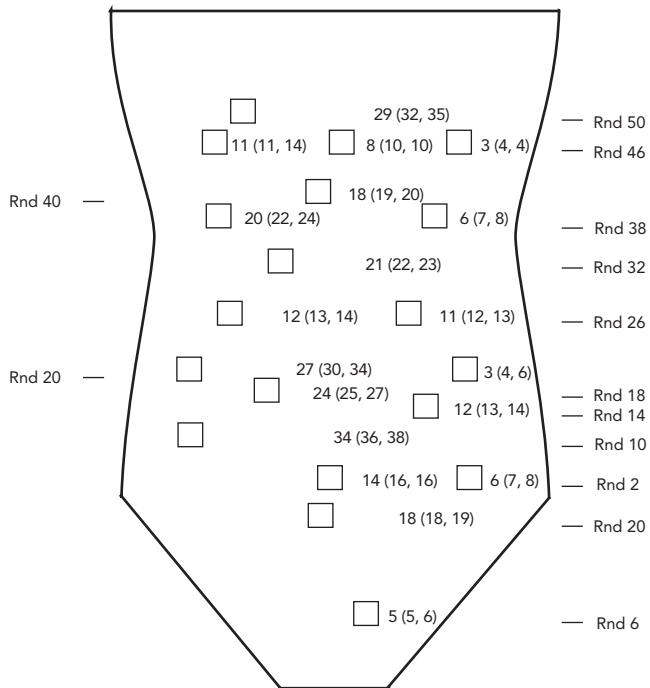 29 (32, 35)
Rnd 50
11 (11, 14) 8 (10, 10) 3 (4, 4)
Rnd 46
Rnd 40
18 (19, 20)
20 (22, 24) 6 (7, 8)
Rnd 38
21 (22, 23)
Rnd 32
12 (13, 14) 11 (12, 13)
Rnd 26
27 (30, 34) 3 (4, 6)
Rnd 20
24 (25, 27)
Rnd 18
12 (13, 14)
Rnd 14
34 (36, 38)
Rnd 10
14 (16, 16) 6 (7, 8)
Rnd 2
18 (18, 19)
Rnd 20
5 (5, 6)
Rnd 6